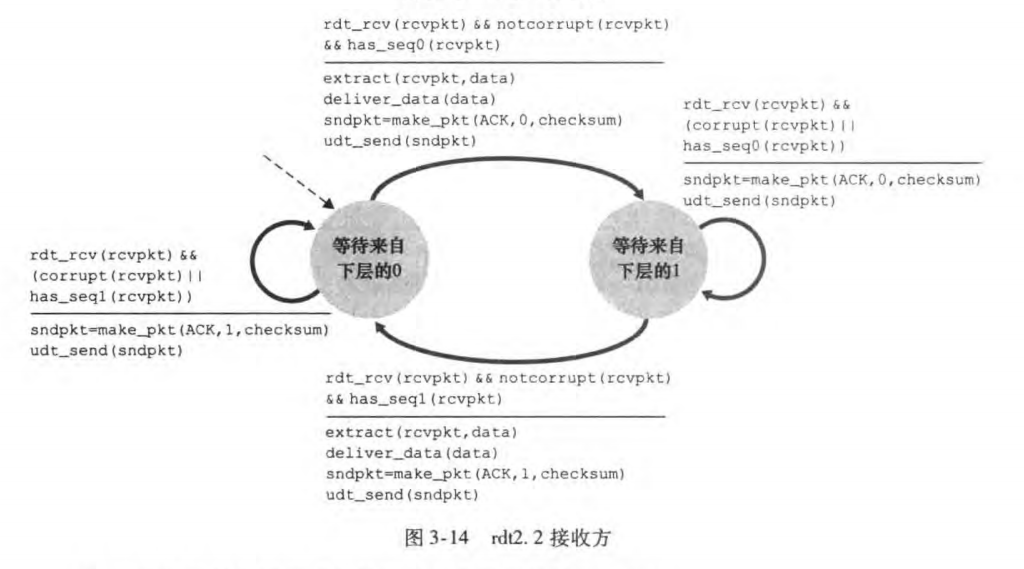 rdt_rcv(rcvpkt) && notcorrupt(rcvpkt)
&& has_seq0(rcvpkt)
extract(rcvpkt,data)
deliver_data(data)
sndpkt=make_pkt(ACK,0,checksum)
udt_send(sndpkt)
rdt_rcv(rcvpkt) &&
(corrupt(rcvpkt)||
has_seq0(rcvpkt))
sndpkt=make_pkt(ACK,0,checksum)
udt_send(sndpkt)
等待来自
下层的0
等待来自
下层的1
rdt_rcv(rcvpkt) &&
(corrupt(rcvpkt)||
has_seq1(rcvpkt))
sndpkt=make_pkt(ACK,1,checksum)
udt_send(sndpkt)
rdt_rcv(rcvpkt) && notcorrupt(rcvpkt)
&& has_seq1(rcvpkt)
extract(rcvpkt,data)
deliver_data(data)
sndpkt=make_pkt(ACK,1,checksum)
udt_send(sndpkt)
图 3-14 rdt2. 2 接收方